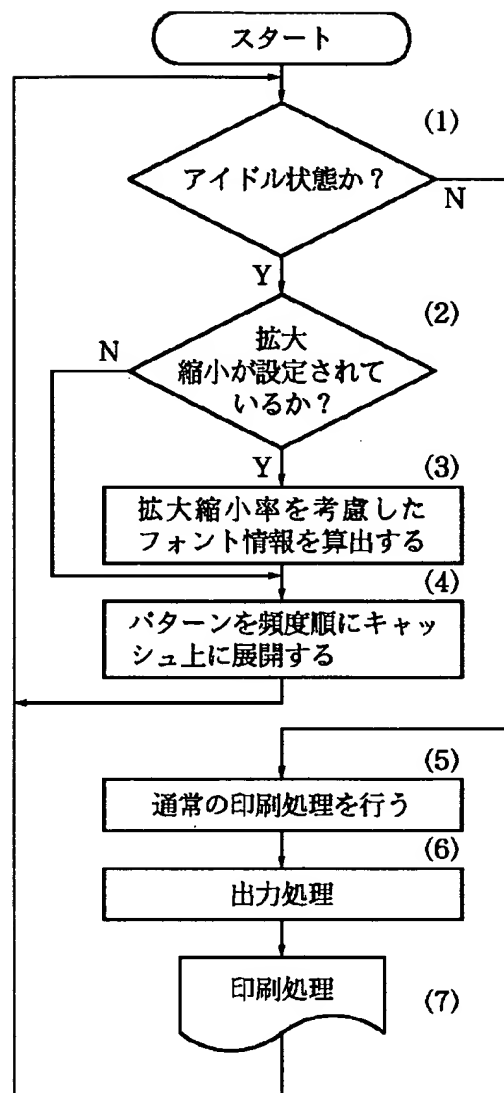 スタート
(1)
アイドル状態か？
N
Y
(2)
拡大
縮小が設定されて
いるか？
N
Y
(3)
拡大縮小率を考慮した
フォント情報を算出する
(4)
パターンを頻度順にキャッ
シュ上に展開する
(5)
通常の印刷処理を行う
(6)
出力処理
印刷処理
(7)